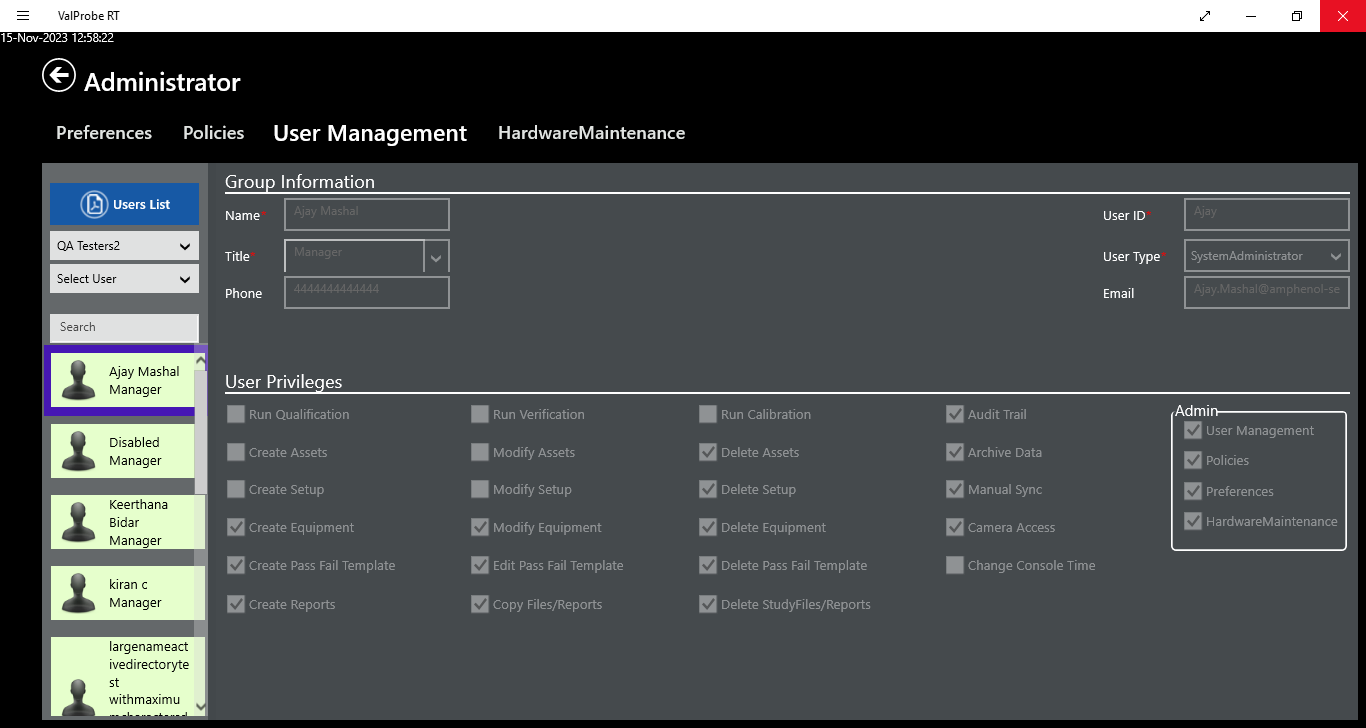 ValProbe RT
15-Nov-2023 12:58:22
Administrator
Preferences Policies User Management HardwareMaintenance
Users List
QA Testers2
Select User
Search
Ajay Mashal
Manager
Disabled
Manager
Keerthana
Bidar
Manager
kiran c
Manager
largenameact
ivedirectoryte
st
withmaximu
mcharactered
Group Information
Name* Ajay Mashal
User ID* Ajay
Title* Manager
User Type* SystemAdministrator
Phone 4444444444444
Email Ajay.Mashal@amphenol-se
User Privileges
Run Qualification Run Verification Run Calibration Audit Trail
Create Assets Modify Assets Delete Assets Archive Data
Create Setup Modify Setup Delete Setup Manual Sync
Create Equipment Modify Equipment Delete Equipment Camera Access
Create Pass Fail Template Edit Pass Fail Template Delete Pass Fail Template Change Console Time
Create Reports Copy Files/Reports Delete StudyFiles/Reports
Admin
User Management
Policies
Preferences
HardwareMaintenance